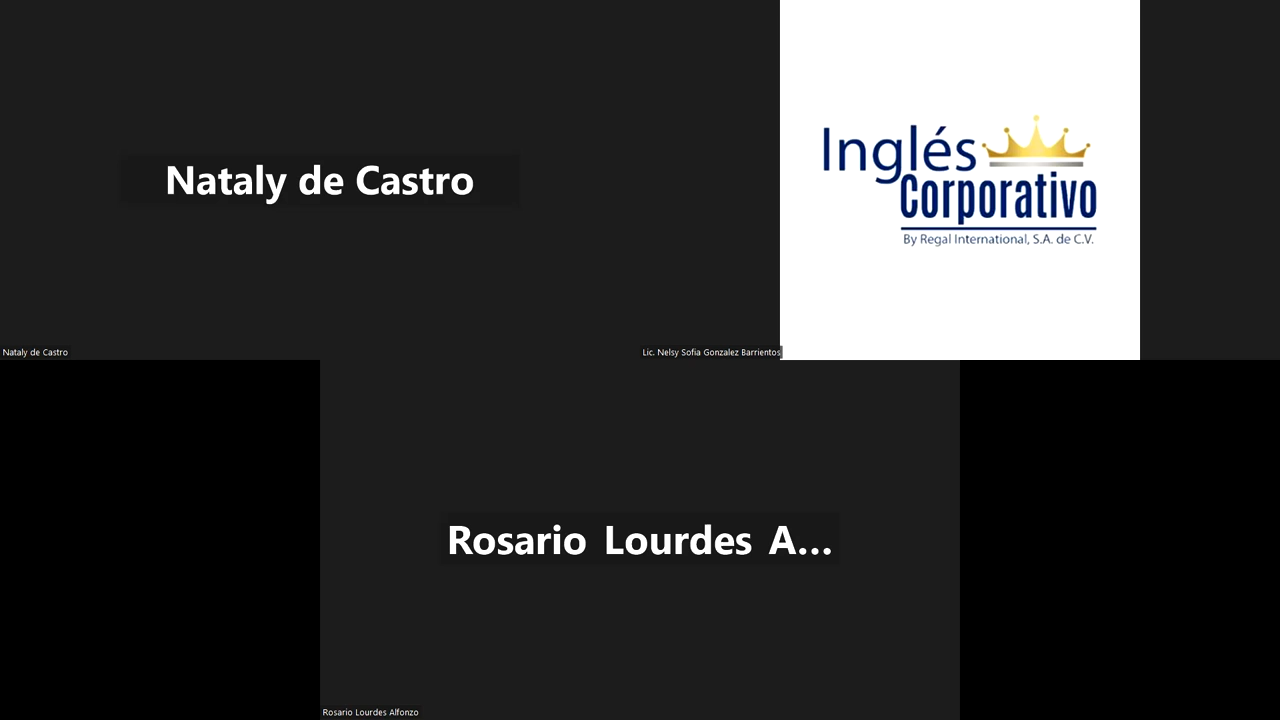 Nataly de Castro
Inglés
Corporativo
By Regal International, S.A. de C.V.
Nataly de Castro
Lic. Nelsy Sofia Gonzalez Barrientos
Rosario Lourdes A...
Rosario Lourdes Alfonzo